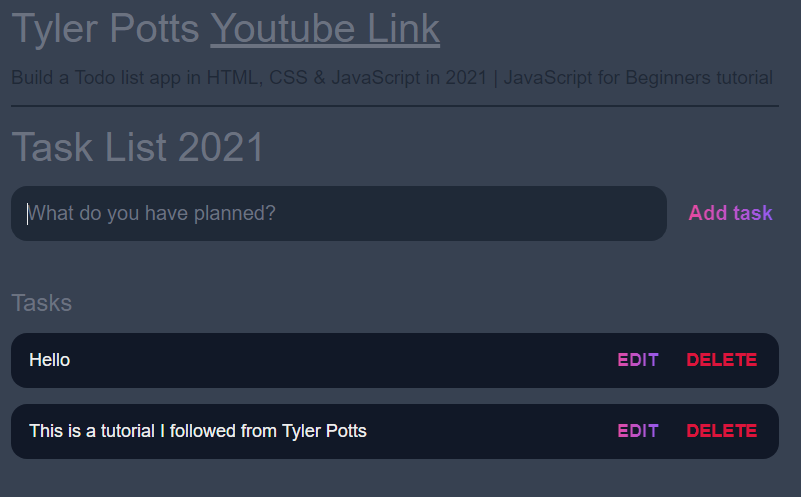 Tyler Potts Youtube Link
Build a Todo list app in HTML, CSS & JavaScript in 2021 | JavaScript for Beginners tutorial
Task List 2021
What do you have planned? Add task
Tasks
Hello EDIT DELETE
This is a tutorial I followed from Tyler Potts EDIT DELETE